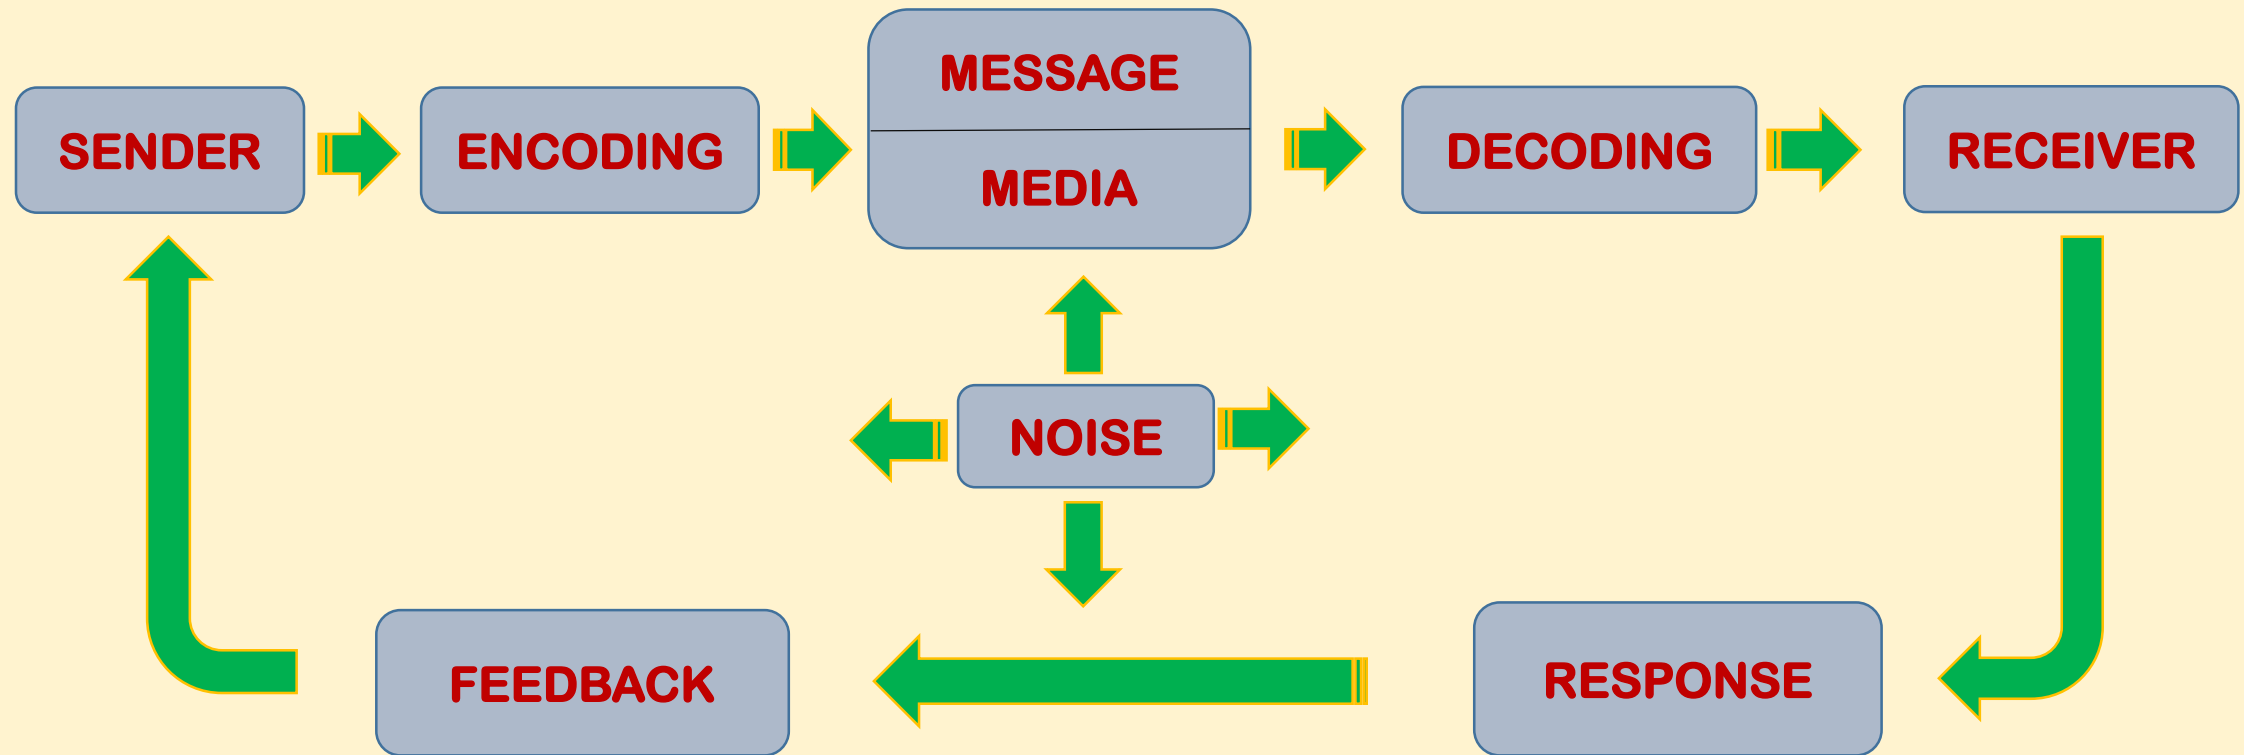 SENDER
ENCODING
MESSAGE
MEDIA
DECODING
RECEIVER
NOISE
FEEDBACK
RESPONSE